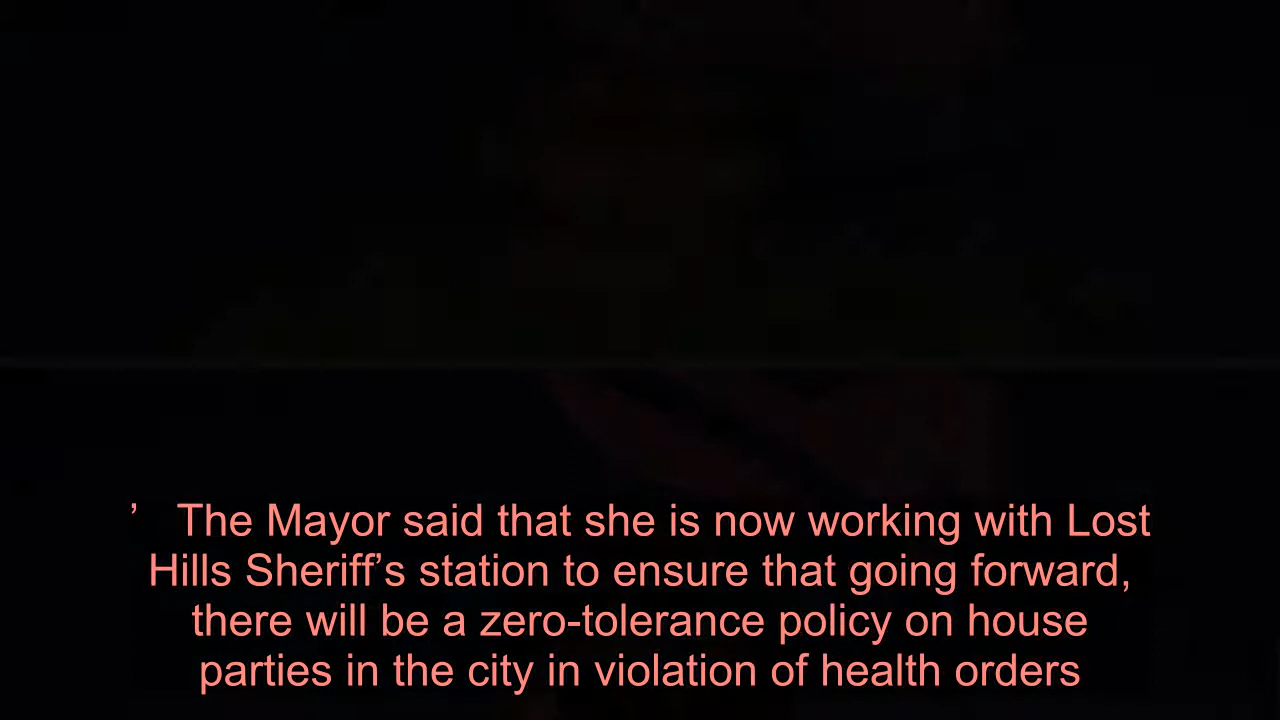 ’ The Mayor said that she is now working with Lost
Hills Sheriff’s station to ensure that going forward,
there will be a zero-tolerance policy on house
parties in the city in violation of health orders